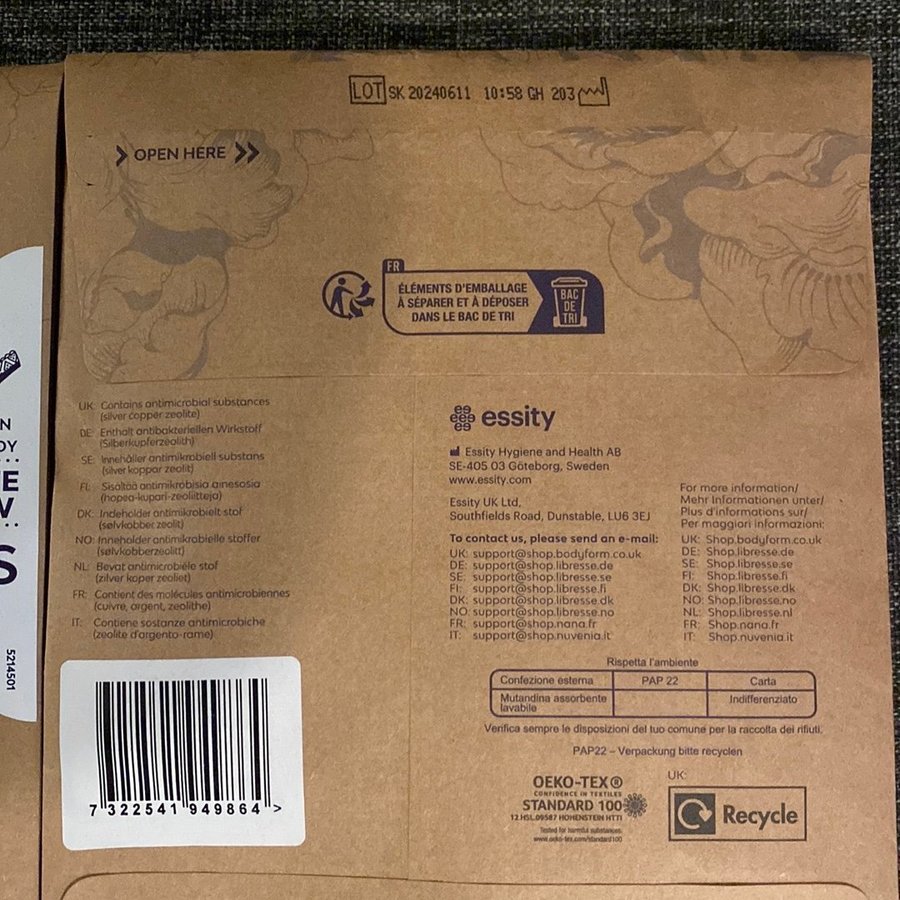 LOT SK 20240611 10:58 GH 203
OPEN HERE
FR
ÉLÉMENTS D'EMBALLAGE
À SÉPARER ET À DÉPOSER
DANS LE BAC DE TRI
BAC
DE
TRI
UK: Contains antimicrobial substances
(silver copper zeolite)
DE: Enthält antibakteriellen Wirkstoff
(Silberkupferzeolith)
SE: Innehåller antimikrobiell substans
(silver koppar zeolit)
FI: Sisältää antimikrobisia ainesosia
(hopea-kupari-zeoliitteja)
DK: Indeholder antimikrobielt stof
(sølvkobber zeolit)
NO: Inneholder antimikrobielle stoffer
(sølvkobberzeolitt)
NL: Bevat antimicrobiële stof
(zilver koper zeoliet)
FR: Contient des molécules antimicrobiennes
(cuivre, argent, zeolithe)
IT: Contiene sostanze antimicrobiche
(zeolite d'argento-rame)
7 322541 949864 >
essity
Essity Hygiene and Health AB
SE-405 03 Göteborg, Sweden
www.essity.com
Essity UK Ltd,
Southfields Road, Dunstable, LU6 3EJ
To contact us, please send an e-mail:
UK: support@shop.bodyform.co.uk
DE: support@shop.libresse.de
SE: support@shop.libresse.se
FI: support@shop.libresse.fi
DK: support@shop.libresse.dk
NO: support@shop.libresse.no
FR: support@shop.nana.fr
IT: support@shop.nuvenia.it
For more information/
Mehr Informationen unter/
Plus d'informations sur/
Per maggiori informazioni:
UK: Shop.bodyform.co.uk
DE: Shop.libresse.de
SE: Shop.libresse.se
FI: Shop.libresse.fi
DK: Shop.libresse.dk
NO: Shop.libresse.no
NL: Shop.libresse.nl
FR: Shop.nana.fr
IT: Shop.nuvenia.it
Rispetta l'ambiente
Confezione esterna PAP 22 Carta
Mutandina assorbente lavabile Indifferenziato
Verifica sempre le disposizioni del tuo comune per la raccolta dei rifiuti.
PAP22 – Verpackung bitte recyclen
OEKO-TEX®
CONFIDENCE IN TEXTILES
STANDARD 100
12.HSL.09587 HOHENSTEIN HTTI
Tested for harmful substances.
www.oeko-tex.com/standard100
UK:
Recycle
5214501